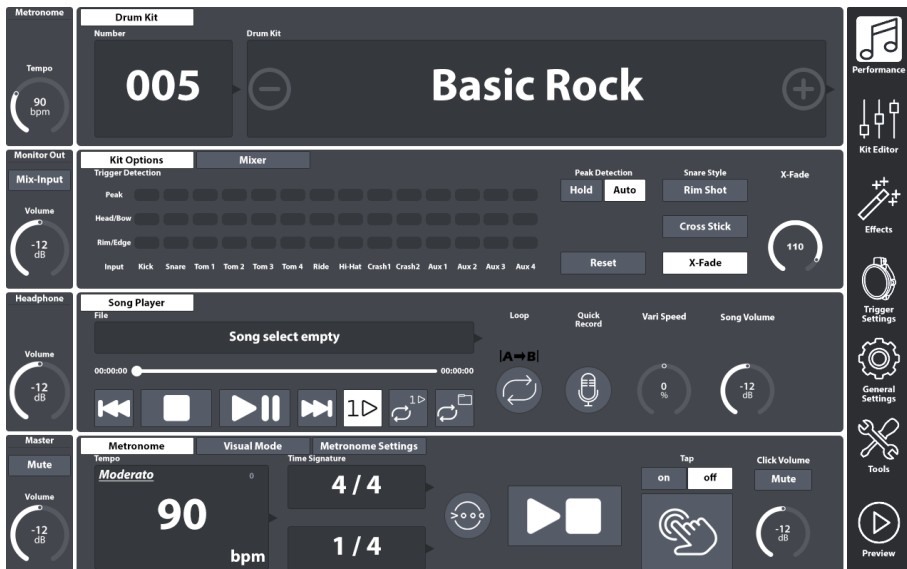 Metronome
Tempo
90
bpm
Monitor Out
Mix-Input
Volume
-12
dB
Headphone
Volume
-12
dB
Master
Mute
Volume
-12
dB
Drum Kit
Number
Drum Kit
005
Basic Rock
Kit Options
Mixer
Trigger Detection
Peak
Head/Bow
Rim/Edge
Input Kick Snare Tom 1 Tom 2 Tom 3 Tom 4 Ride Hi-Hat Crash1 Crash2 Aux 1 Aux 2 Aux 3 Aux 4
Peak Detection
Hold
Auto
Reset
Snare Style
Rim Shot
Cross Stick
X-Fade
X-Fade
110
Song Player
File
Song select empty
00:00:00
00:00:00
1
1
Loop
|A➡B|
Quick
Record
Vari Speed
0
%
Song Volume
-12
dB
Metronome
Visual Mode
Metronome Settings
Tempo
Moderato
0
90
bpm
Time Signature
4 / 4
1 / 4
Tap
on
off
Click Volume
Mute
-12
dB
Performance
Kit Editor
Effects
Trigger
Settings
General
Settings
Tools
Preview